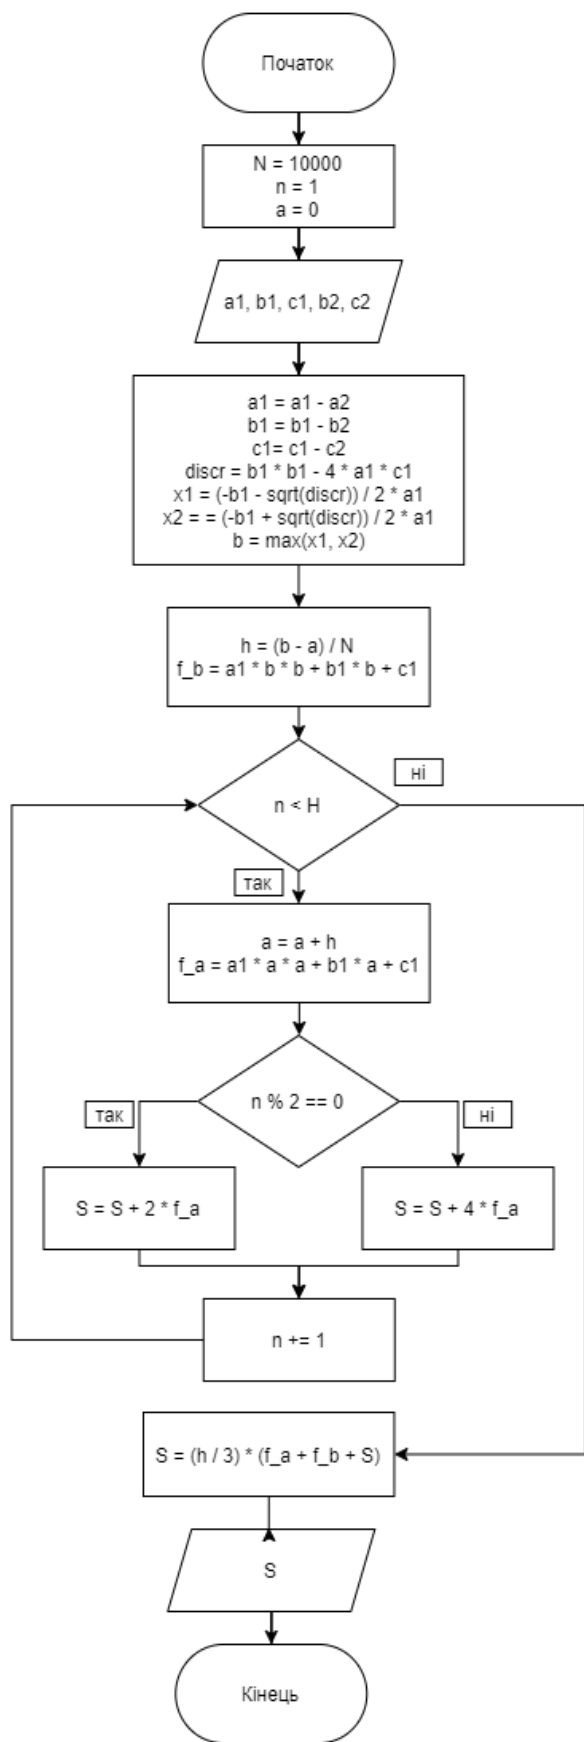 Початок
N = 10000
n = 1
a = 0
a1, b1, c1, b2, c2
a1 = a1 - a2
b1 = b1 - b2
c1= c1 - c2
discr = b1 * b1 - 4 * a1 * c1
x1 = (-b1 - sqrt(discr)) / 2 * a1
x2 = = (-b1 + sqrt(discr)) / 2 * a1
b = max(x1, x2)
h = (b - a) / N
f_b = a1 * b * b + b1 * b + c1
ні
n < H
так
a = a + h
f_a = a1 * a * a + b1 * a + c1
n % 2 == 0
так
ні
S = S + 2 * f_a
S = S + 4 * f_a
n += 1
S = (h / 3) * (f_a + f_b + S)
S
Кінець